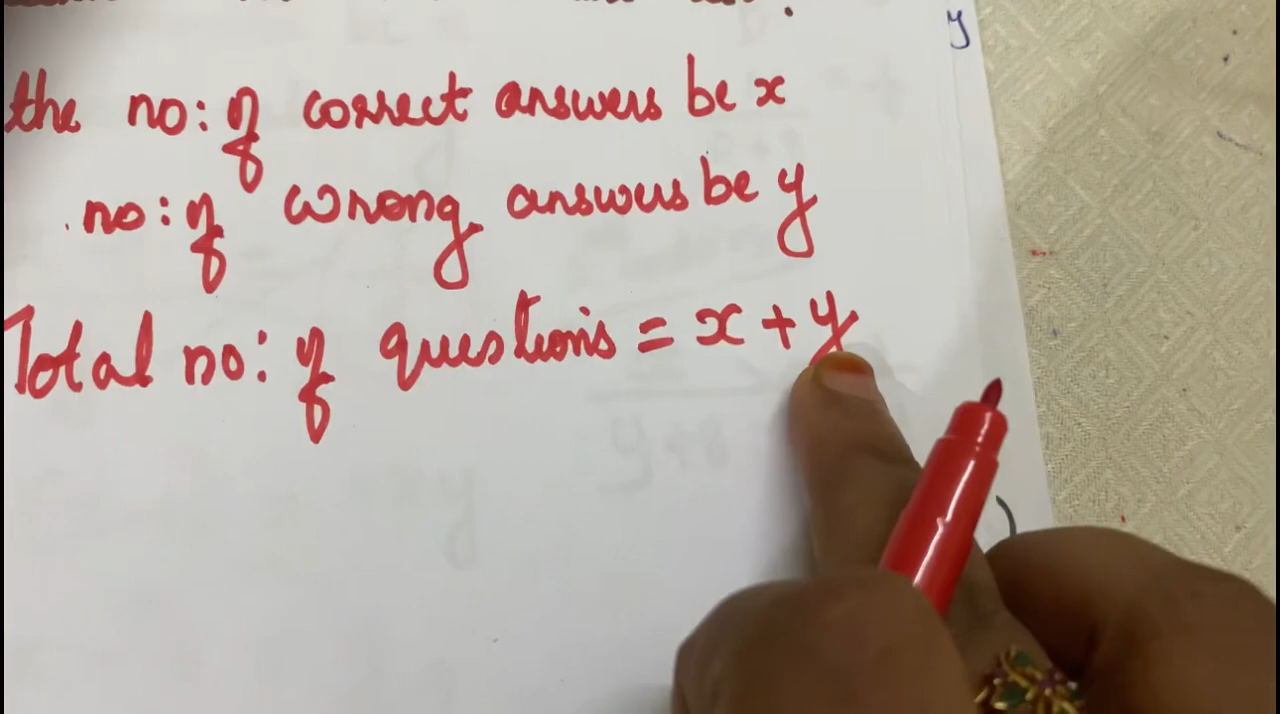 the no: of correct answers be x
no: of wrong answers be y
Total no: of questions = x + y
y